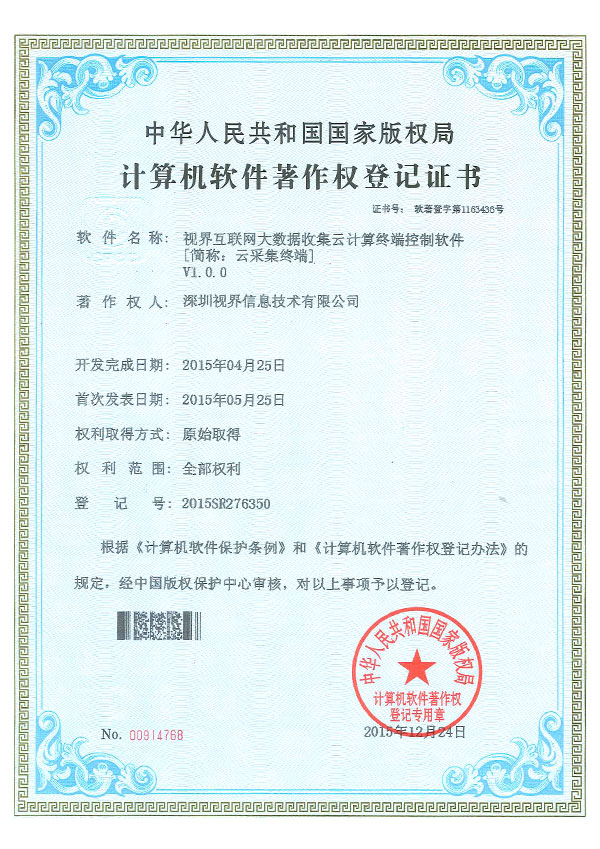 中华人民共和国国家版权局
计算机软件著作权登记证书
证书号： 软著登字第1163436号
软件名称： 视界互联网大数据收集云计算终端控制软件
[简称：云采集终端]
V1.0.0
著作权人： 深圳视界信息技术有限公司
开发完成日期： 2015年04月25日
首次发表日期： 2015年05月25日
权利取得方式： 原始取得
权利范围： 全部权利
登记号： 2015SR276350
根据《计算机软件保护条例》和《计算机软件著作权登记办法》的
规定，经中国版权保护中心审核，对以上事项予以登记。
中华人民共和国国家版权局
计算机软件著作权
登记专用章
No. 00914768
2015年12月24日